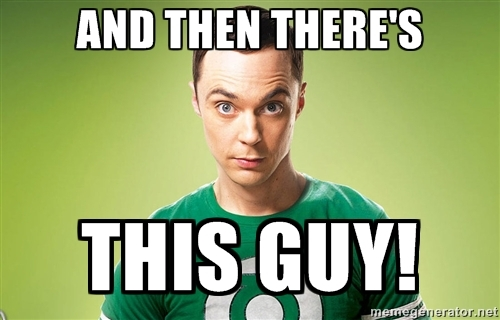 AND THEN THERE'S
THIS GUY!
memegenerator.net